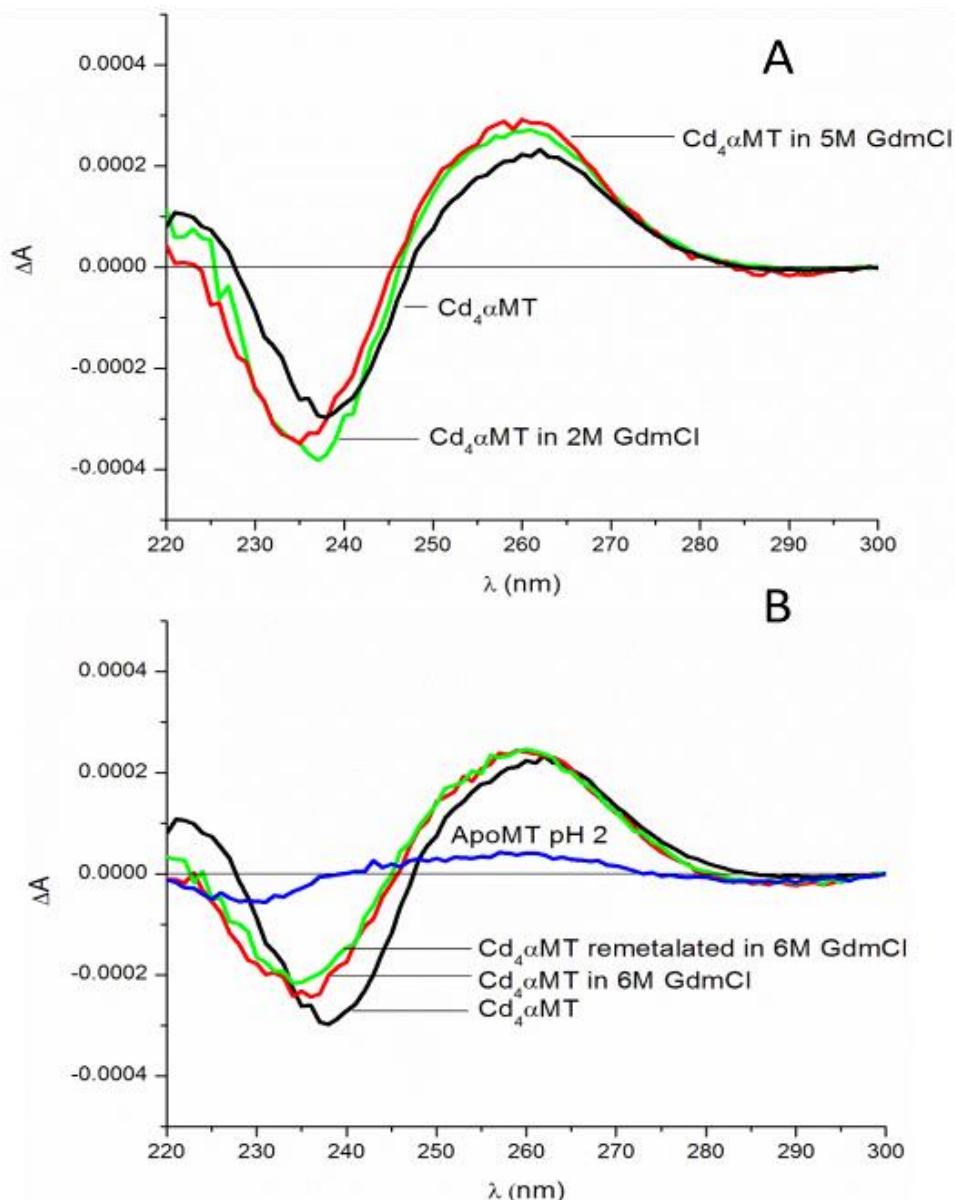 A
0.0004
Cd₄αMT in 5M GdmCl
0.0002
ΔA
0.0000
Cd₄αMT
-0.0002
Cd₄αMT in 2M GdmCl
-0.0004
220 230 240 250 260 270 280 290 300
λ (nm)
B
0.0004
0.0002
ApoMT pH 2
ΔA
0.0000
Cd₄αMT remetalated in 6M GdmCl
-0.0002
Cd₄αMT in 6M GdmCl
Cd₄αMT
-0.0004
220 230 240 250 260 270 280 290 300
λ (nm)